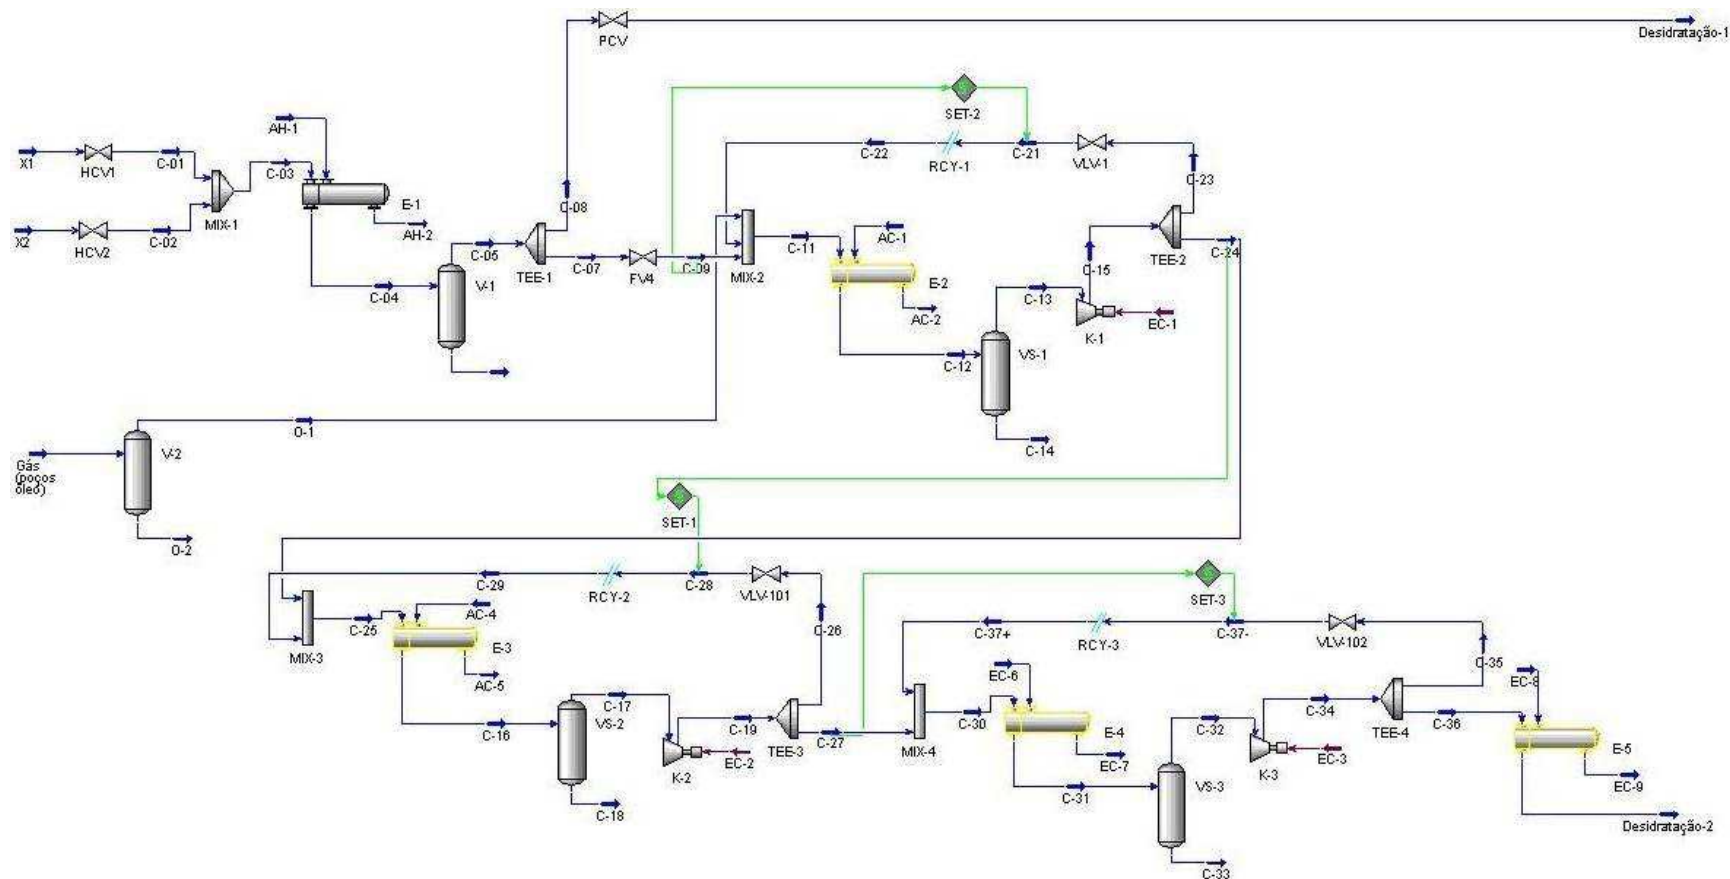 PCV
Desidratação-1
SET-2
AH-1
X1
HCV1
C-01
C-03
C-22
RCY-1
C-21
VLV-1
C-23
MIX-1
E-1
C-08
X2
HCV2
C-02
AH-2
C-05
TEE-1
C-07
FV4
C-09
MIX-2
C-11
AC-1
E-2
AC-2
C-15
TEE-2
C-24
C-04
V-1
C-13
K-1
EC-1
C-12
VS-1
C-14
O-1
V-2
Gás
(poços
óleo)
O-2
SET-1
C-29
RCY-2
C-28
VLV-101
C-26
SET-3
MIX-3
C-25
AC-4
E-3
AC-5
C-37+
RCY-3
C-37-
VLV-102
C-35
C-16
C-17
VS-2
C-18
C-19
K-2
EC-2
TEE-3
C-27
MIX-4
C-30
EC-6
E-4
EC-7
C-31
C-32
VS-3
C-33
C-34
K-3
EC-3
TEE-4
C-36
EC-8
E-5
EC-9
Desidratação-2